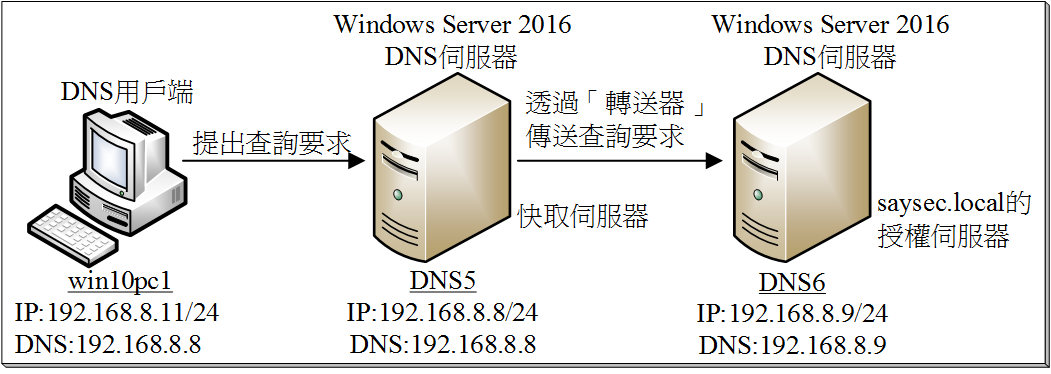 Windows Server 2016
DNS伺服器
Windows Server 2016
DNS伺服器
DNS用戶端
提出查詢要求
透過「轉送器」
傳送查詢要求
快取伺服器
saysec.local的
授權伺服器
win10pc1
IP:192.168.8.11/24
DNS:192.168.8.8
DNS5
IP:192.168.8.8/24
DNS:192.168.8.8
DNS6
IP:192.168.8.9/24
DNS:192.168.8.9